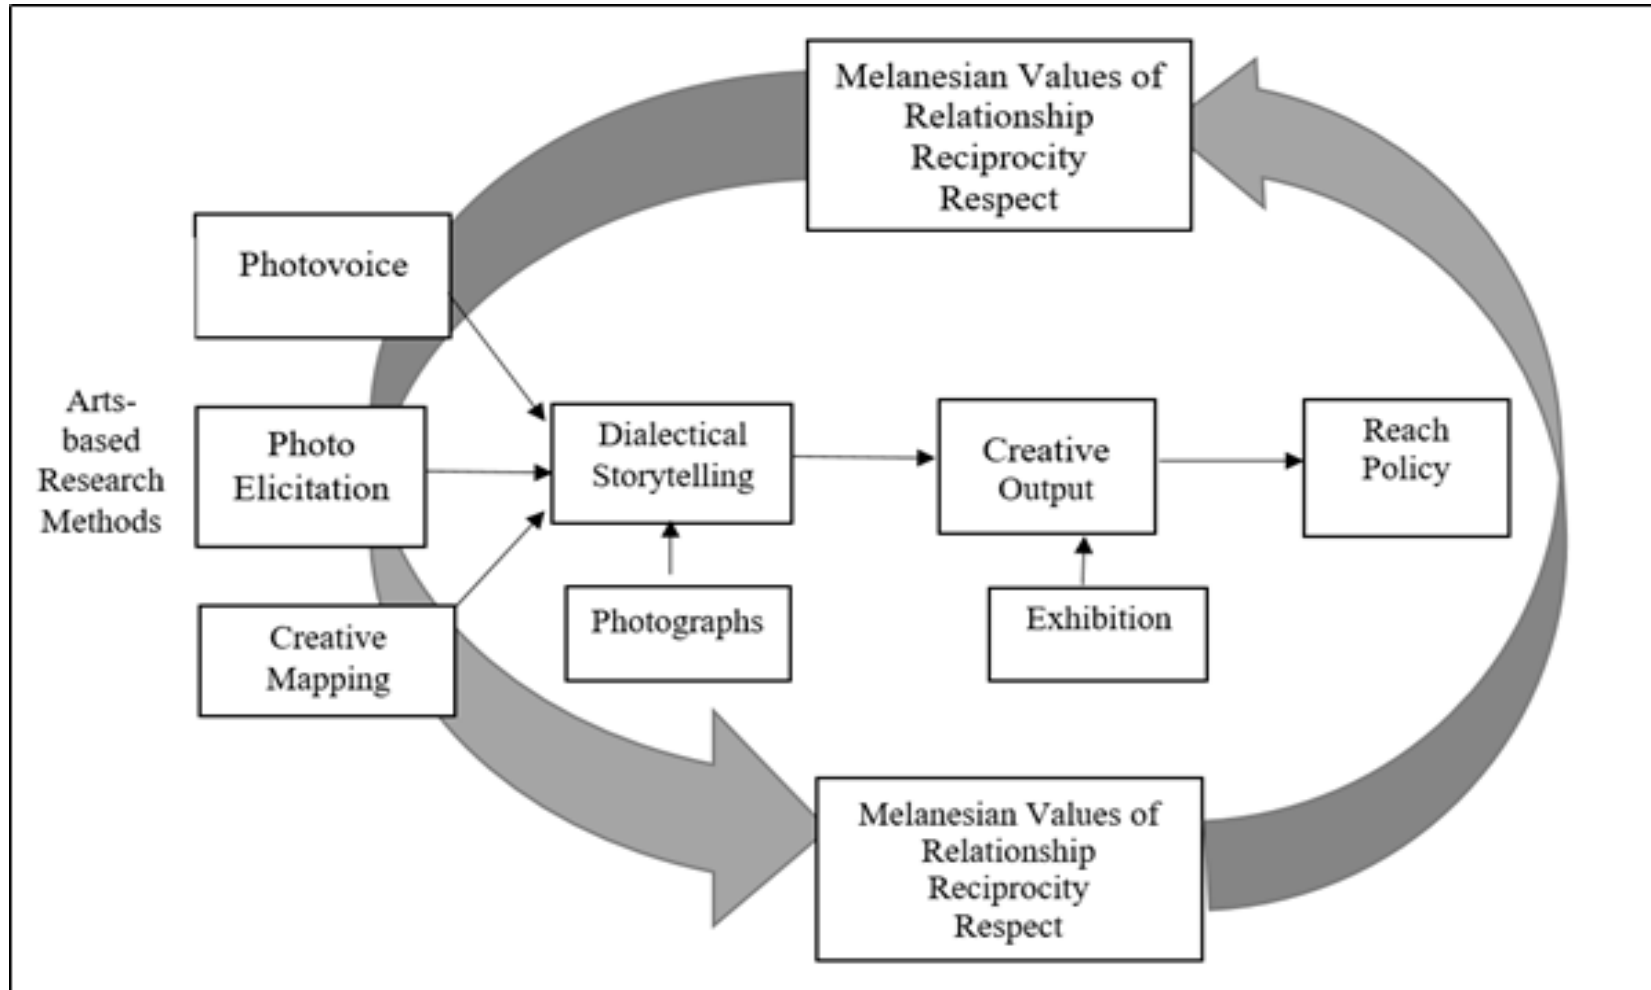 Melanesian Values of
Relationship
Reciprocity
Respect
Photovoice
Arts-
based
Research
Methods
Photo
Elicitation
Dialectical
Storytelling
Creative
Output
Reach
Policy
Creative
Mapping
Photographs
Exhibition
Melanesian Values of
Relationship
Reciprocity
Respect